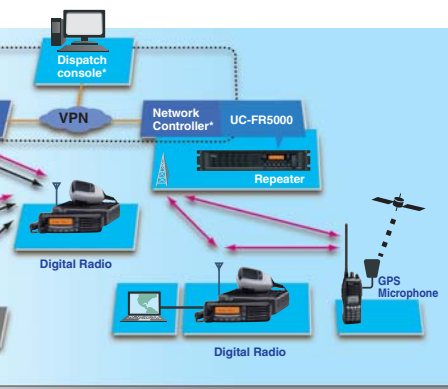 Dispatch
console*
VPN
Network
Controller*
UC-FR5000
Repeater
Digital Radio
GPS
Microphone
Digital Radio